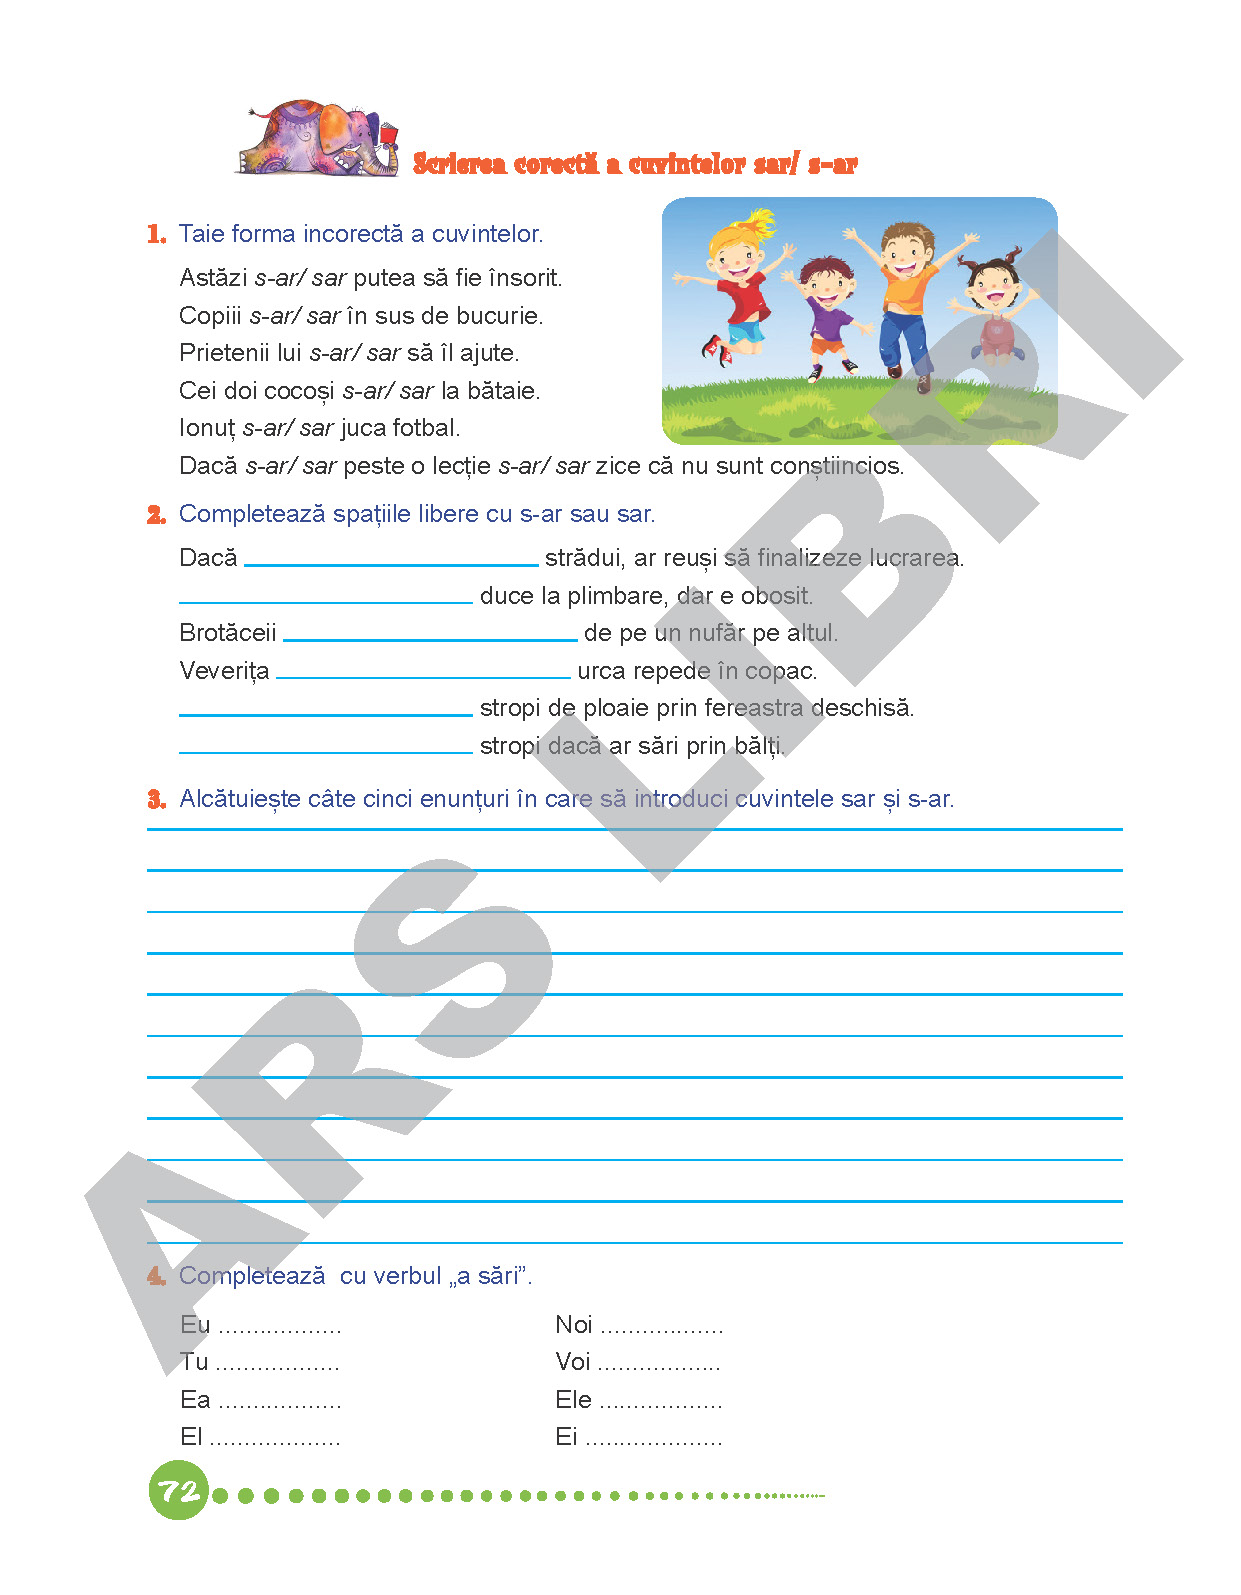 Scrierea corectă a cuvintelor sar/ s-ar
1. Taie forma incorectă a cuvintelor.
Astăzi s-ar/ sar putea să fie însorit.
Copiii s-ar/ sar în sus de bucurie.
Prietenii lui s-ar/ sar să îl ajute.
Cei doi cocoși s-ar/ sar la bătaie.
Ionuț s-ar/ sar juca fotbal.
Dacă s-ar/ sar peste o lecție s-ar/ sar zice că nu sunt conștiincios.
2. Completează spațiile libere cu s-ar sau sar.
Dacă ______ strădui, ar reuși să finalizeze lucrarea.
______ duce la plimbare, dar e obosit.
Brotăceii ______ de pe un nufăr pe altul.
Veverița ______ urca repede în copac.
______ stropi de ploaie prin fereastra deschisă.
______ stropi dacă ar sări prin bălți.
3. Alcătuiește câte cinci enunțuri în care să introduci cuvintele sar și s-ar.
4. Completează cu verbul „a sări”.
Eu ..................
Noi ..................
Tu ..................
Voi ..................
Ea ..................
Ele ..................
El ...................
Ei ....................
72
ARS LIBRI